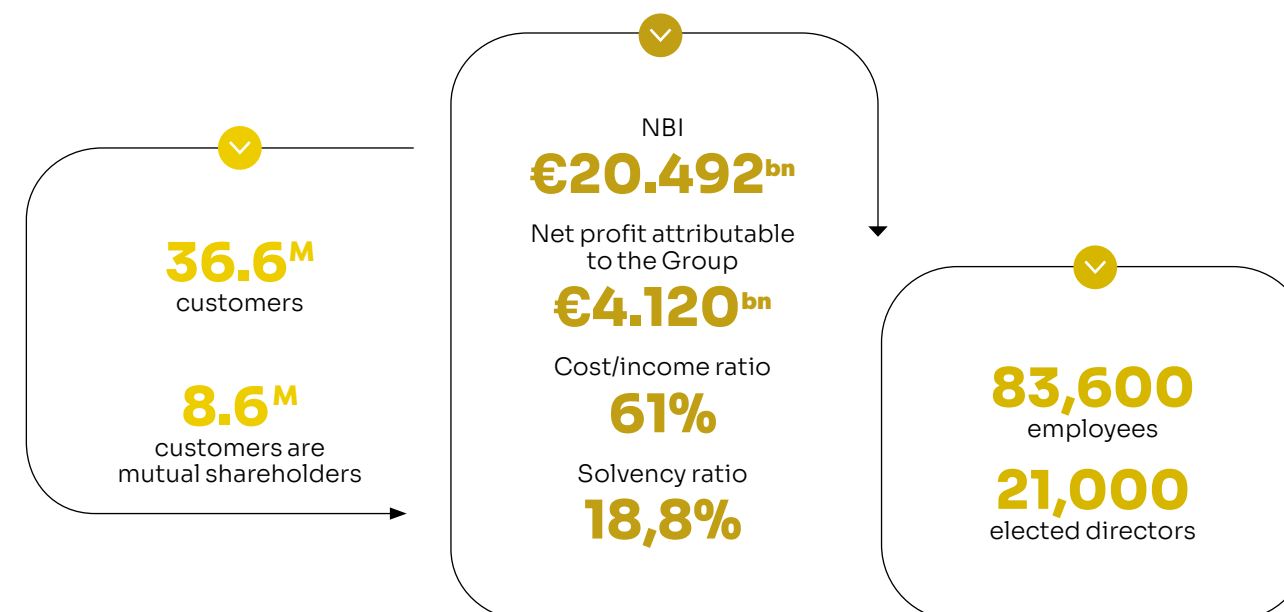 36.6M
customers
8.6M
customers are
mutual shareholders
NBI
€20.492bn
Net profit attributable
to the Group
€4.120bn
Cost/income ratio
61%
Solvency ratio
18,8%
83,600
employees
21,000
elected directors